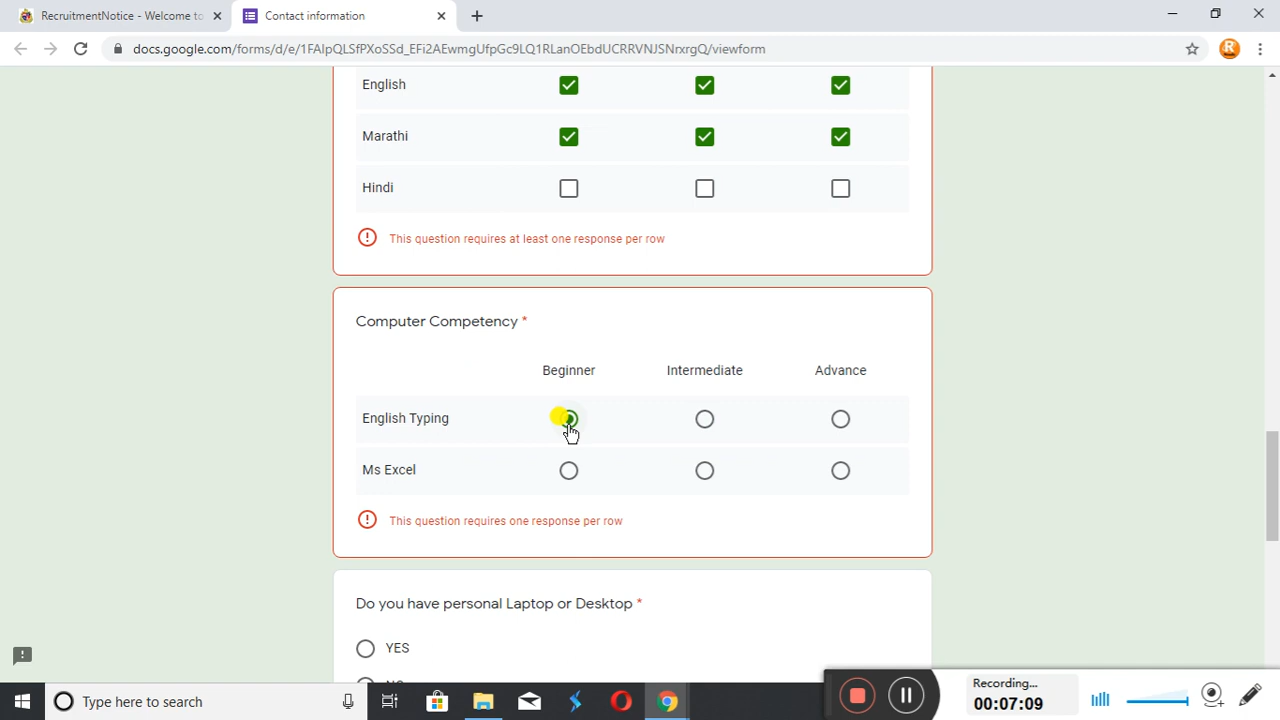 RecruitmentNotice - Welcome to
Contact information
docs.google.com/forms/d/e/1FAIpQLSfPXoSSd_EFi2AEwmgUfpGc9LQ1RLanOEbdUCRRVNJSNrxrgQ/viewform
R
English
Marathi
Hindi
This question requires at least one response per row
Computer Competency *
Beginner Intermediate Advance
English Typing
Ms Excel
This question requires one response per row
Do you have personal Laptop or Desktop *
YES
Type here to search
Recording...
00:07:09